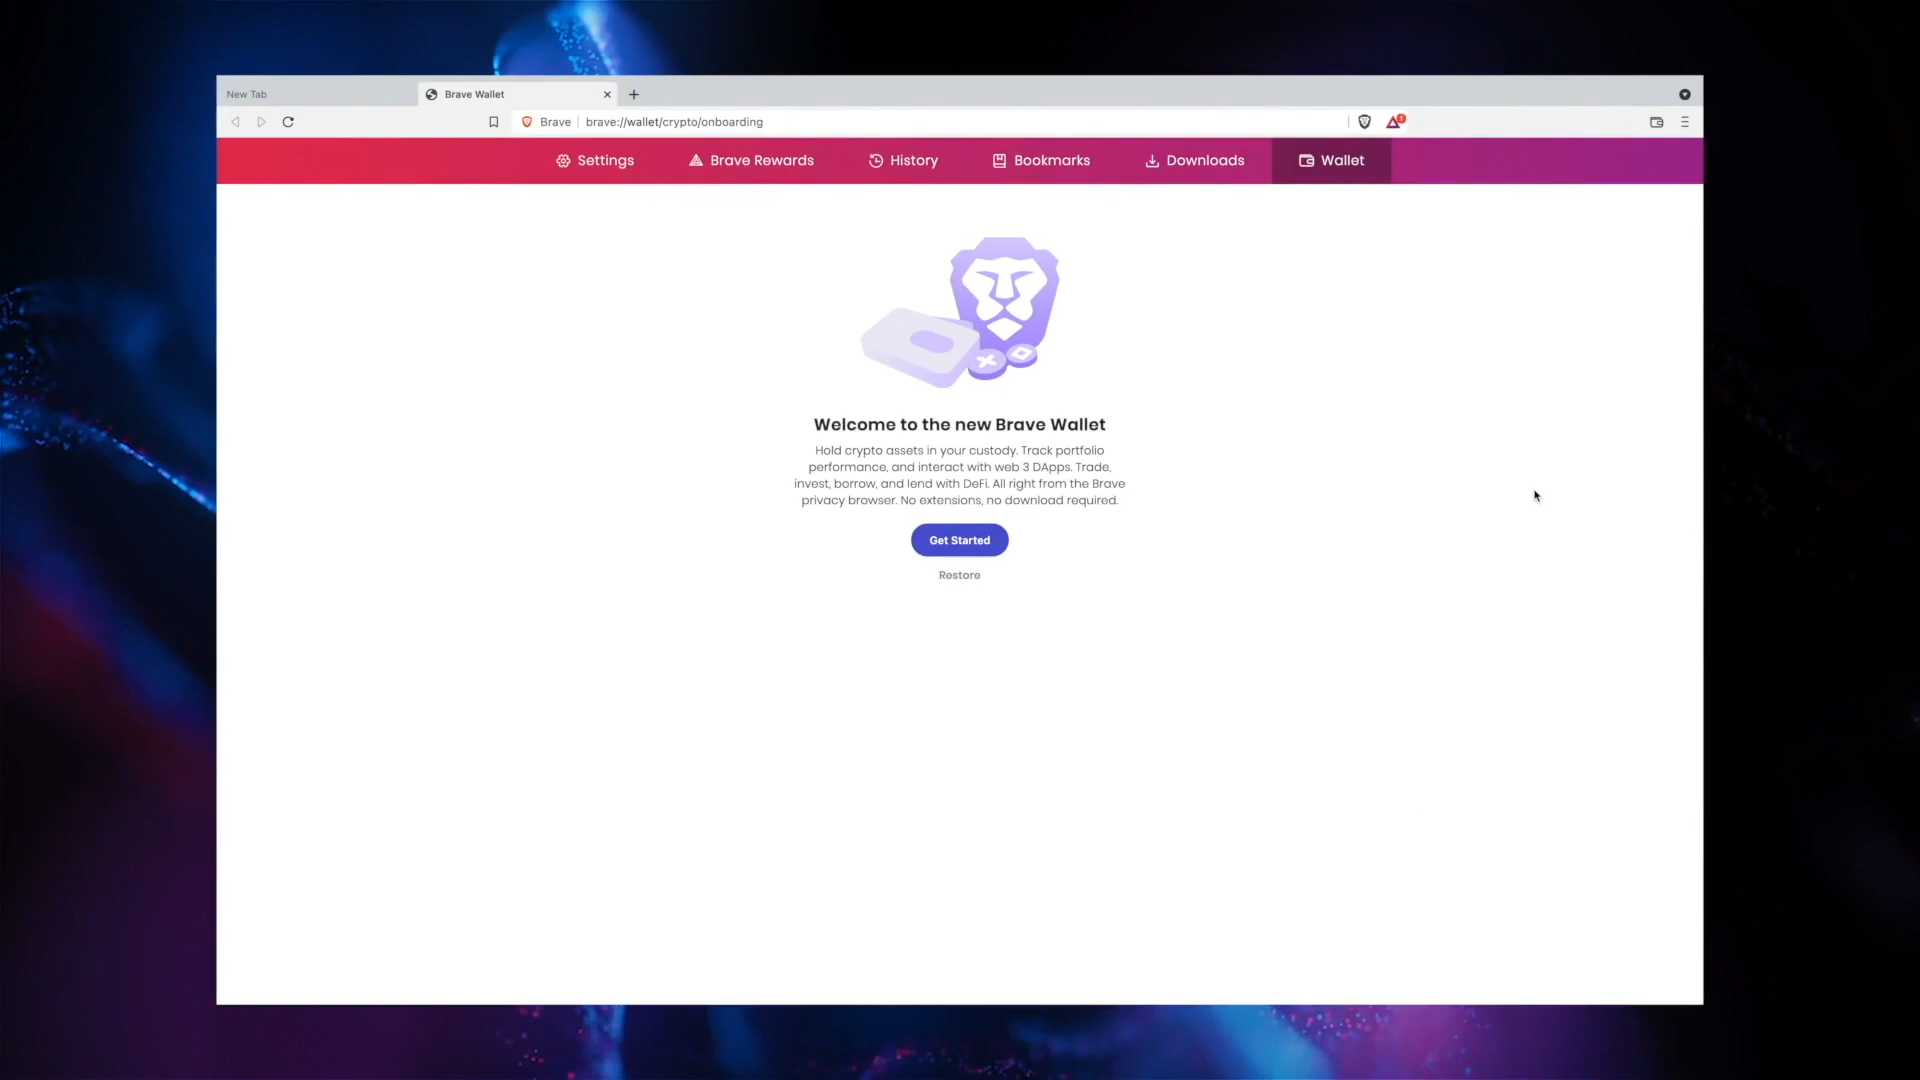 New Tab
Brave Wallet
Brave
brave://wallet/crypto/onboarding
Settings
Brave Rewards
History
Bookmarks
Downloads
Wallet
Welcome to the new Brave Wallet
Hold crypto assets in your custody. Track portfolio
performance, and interact with web 3 DApps. Trade,
invest, borrow, and lend with DeFi. All right from the Brave
privacy browser. No extensions, no download required.
Get Started
Restore